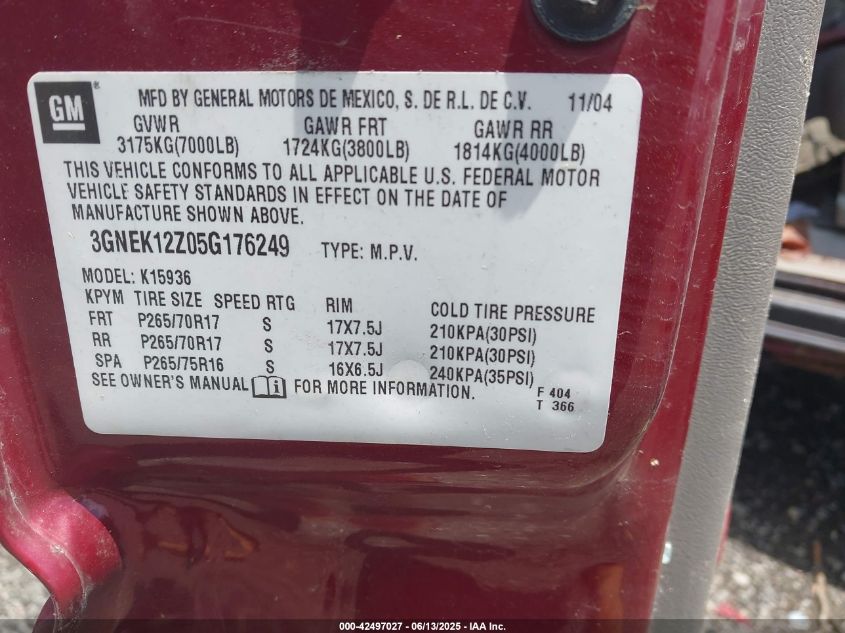 GM ® MFD BY GENERAL MOTORS DE MEXICO, S. DE R.L. DE C.V. 11/04
GVWR GAWR FRT GAWR RR
3175KG(7000LB) 1724KG(3800LB) 1814KG(4000LB)
THIS VEHICLE CONFORMS TO ALL APPLICABLE U.S. FEDERAL MOTOR
VEHICLE SAFETY STANDARDS IN EFFECT ON THE DATE OF
MANUFACTURE SHOWN ABOVE.
3GNEK12Z05G176249 TYPE: M.P.V.
MODEL: K15936
KPYM TIRE SIZE SPEED RTG RIM COLD TIRE PRESSURE
FRT P265/70R17 S 17X7.5J 210KPA(30PSI)
RR P265/70R17 S 17X7.5J 210KPA(30PSI)
SPA P265/75R16 S 16X6.5J 240KPA(35PSI)
SEE OWNER'S MANUAL FOR MORE INFORMATION.
F 404
T 366
000-42497027 - 06/13/2025 - IAA Inc.